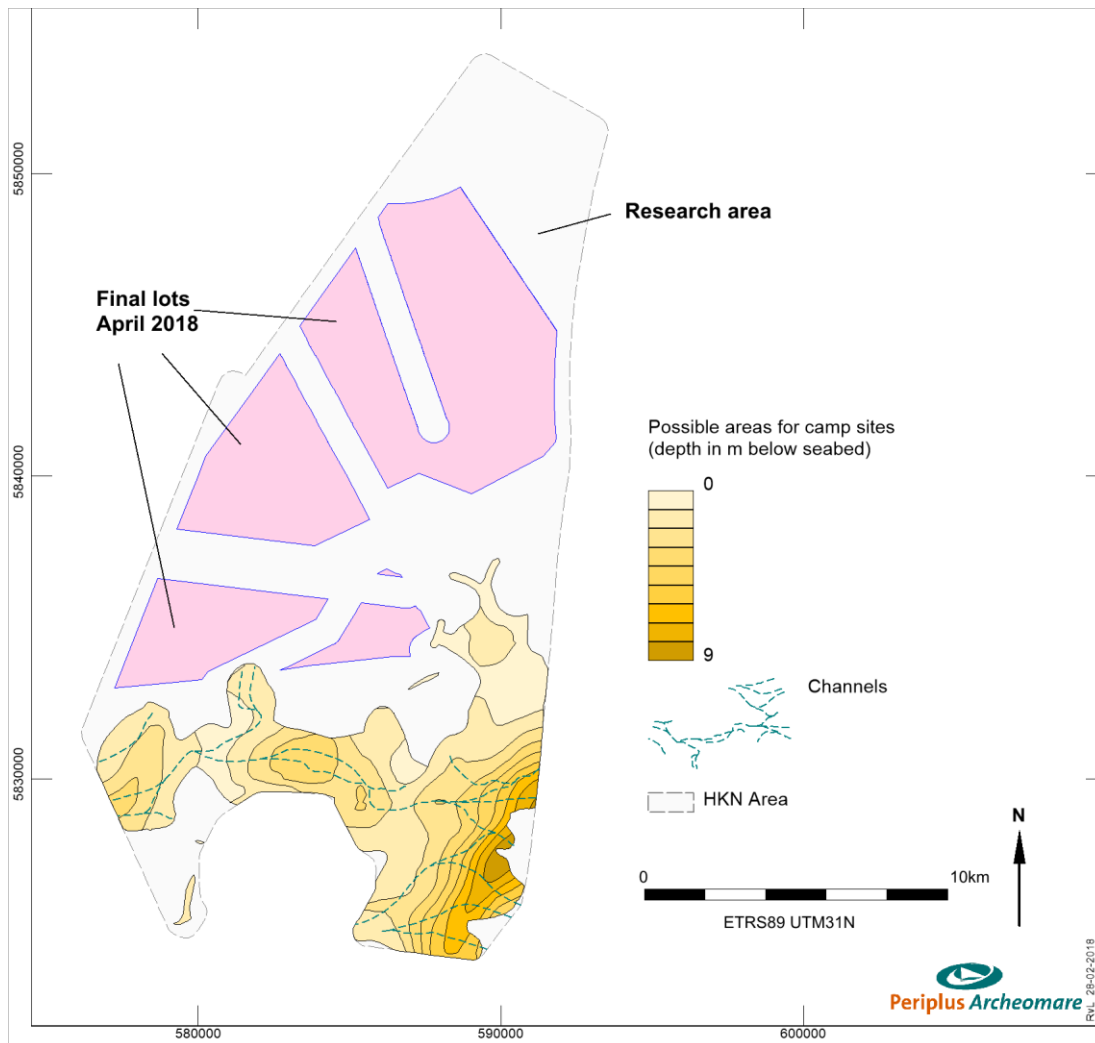 5850000
5840000
5830000
Research area
Final lots
April 2018
Possible areas for camp sites
(depth in m below seabed)
0
9
Channels
HKN Area
N
0
10km
ETRS89 UTM31N
Periplus Archeomare
RvL 28-02-2018
580000
590000
600000